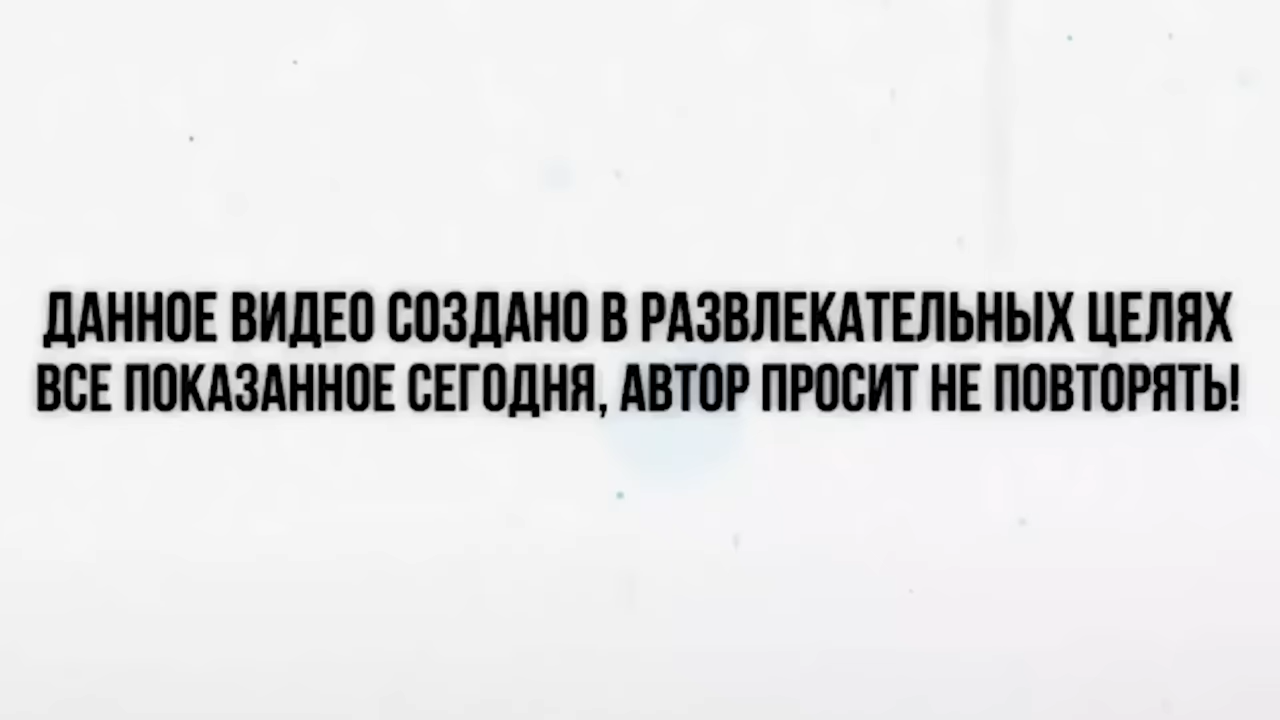 ДАННОЕ ВИДЕО СОЗДАНО В РАЗВЛЕКАТЕЛЬНЫХ ЦЕЛЯХ
ВСЕ ПОКАЗАННОЕ СЕГОДНЯ, АВТОР ПРОСИТ НЕ ПОВТОРЯТЬ!